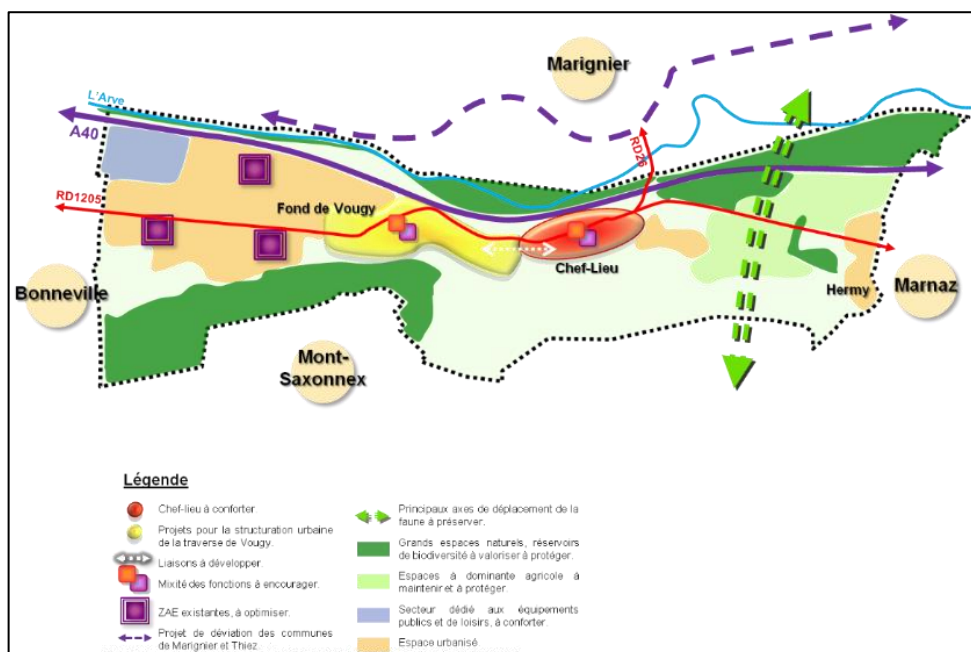 Marignier
L'Arve
A40
RD26
RD1205
Fond de Vougy
Chef-Lieu
Bonneville
Hermy
Marnaz
Mont-
Saxonnex
Légende
Chef-lieu à conforter.
Projets pour la structuration urbaine
de la traverse de Vougy.
Liaisons à développer.
Mixité des fonctions à encourager.
ZAE existantes, à optimiser.
Projet de déviation des communes
de Marignier et Thiez.
Principaux axes de déplacement de la
faune à préserver.
Grands espaces naturels, réservoirs
de biodiversité à valoriser à protéger.
Espaces à dominante agricole à
maintenir et à protéger.
Secteur dédié aux équipements
publics et de loisirs, à conforter.
Espace urbanisé.